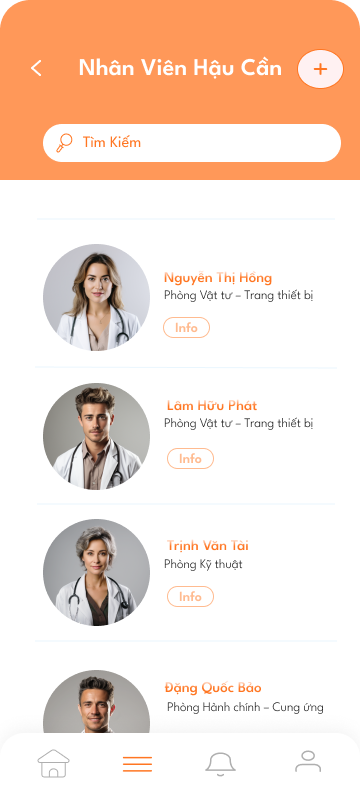 Nhân Viên Hậu Cần
Tìm Kiếm
Nguyễn Thị Hồng
Phòng Vật tư – Trang thiết bị
Info
Lâm Hữu Phát
Phòng Vật tư – Trang thiết bị
Info
Trịnh Văn Tài
Phòng Kỹ thuật
Info
Đặng Quốc Bảo
Phòng Hành chính – Cung ứng